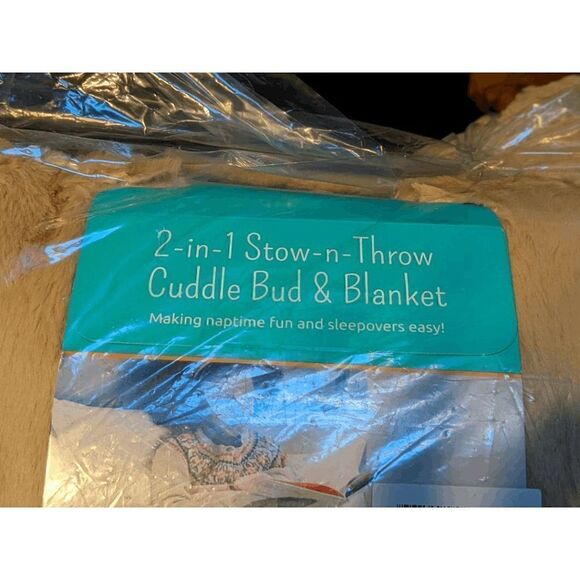 2-in-1 Stow-n-Throw
Cuddle Bud & Blanket
Making naptime fun and sleepovers easy!